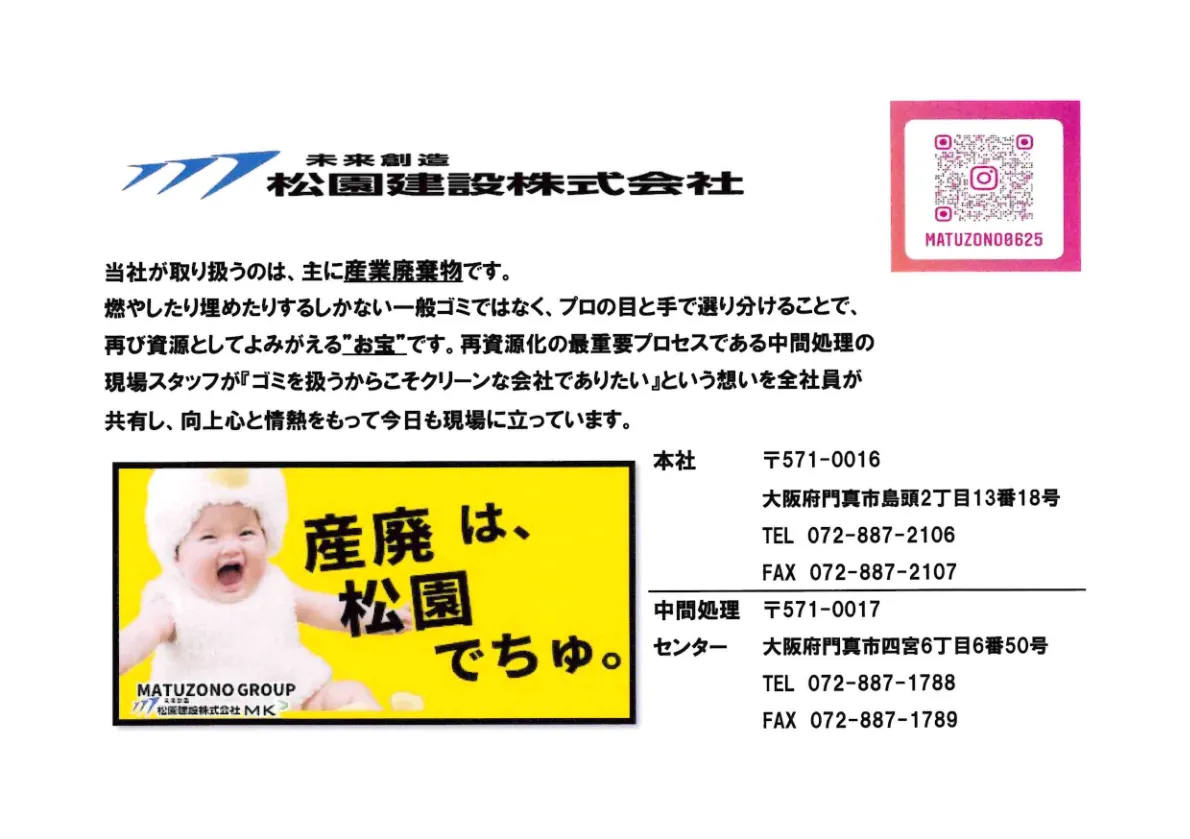 未来創造
松園建設株式会社
MATUZONO0625
当社が取り扱うのは、主に産業廃棄物です。
燃やしたり埋めたりするしかない一般ゴミではなく、プロの目と手で選り分けることで、
再び資源としてよみがえる"お宝"です。再資源化の最重要プロセスである中間処理の
現場スタッフが『ゴミを扱うからこそクリーンな会社でありたい』という想いを全社員が
共有し、向上心と情熱をもって今日も現場に立っています。
産廃は、
松園
でちゅ。
MATUZONO GROUP
未来創造
松園建設株式会社 MK
本社 〒571-0016
大阪府門真市島頭2丁目13番18号
TEL 072-887-2106
FAX 072-887-2107
中間処理 〒571-0017
センター 大阪府門真市四宮6丁目6番50号
TEL 072-887-1788
FAX 072-887-1789